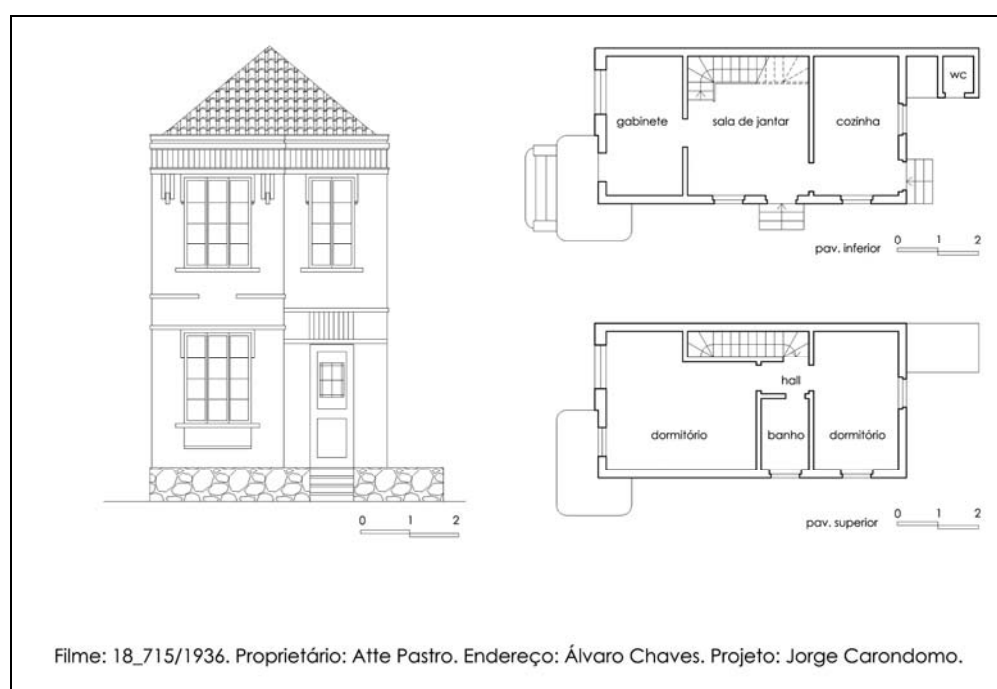 gabinete
sala de jantar
cozinha
wc
pav. inferior
0 1 2
hall
dormitório
banho
dormitório
pav. superior
0 1 2
0 1 2
Filme: 18_715/1936. Proprietário: Atte Pastro. Endereço: Álvaro Chaves. Projeto: Jorge Carondomo.